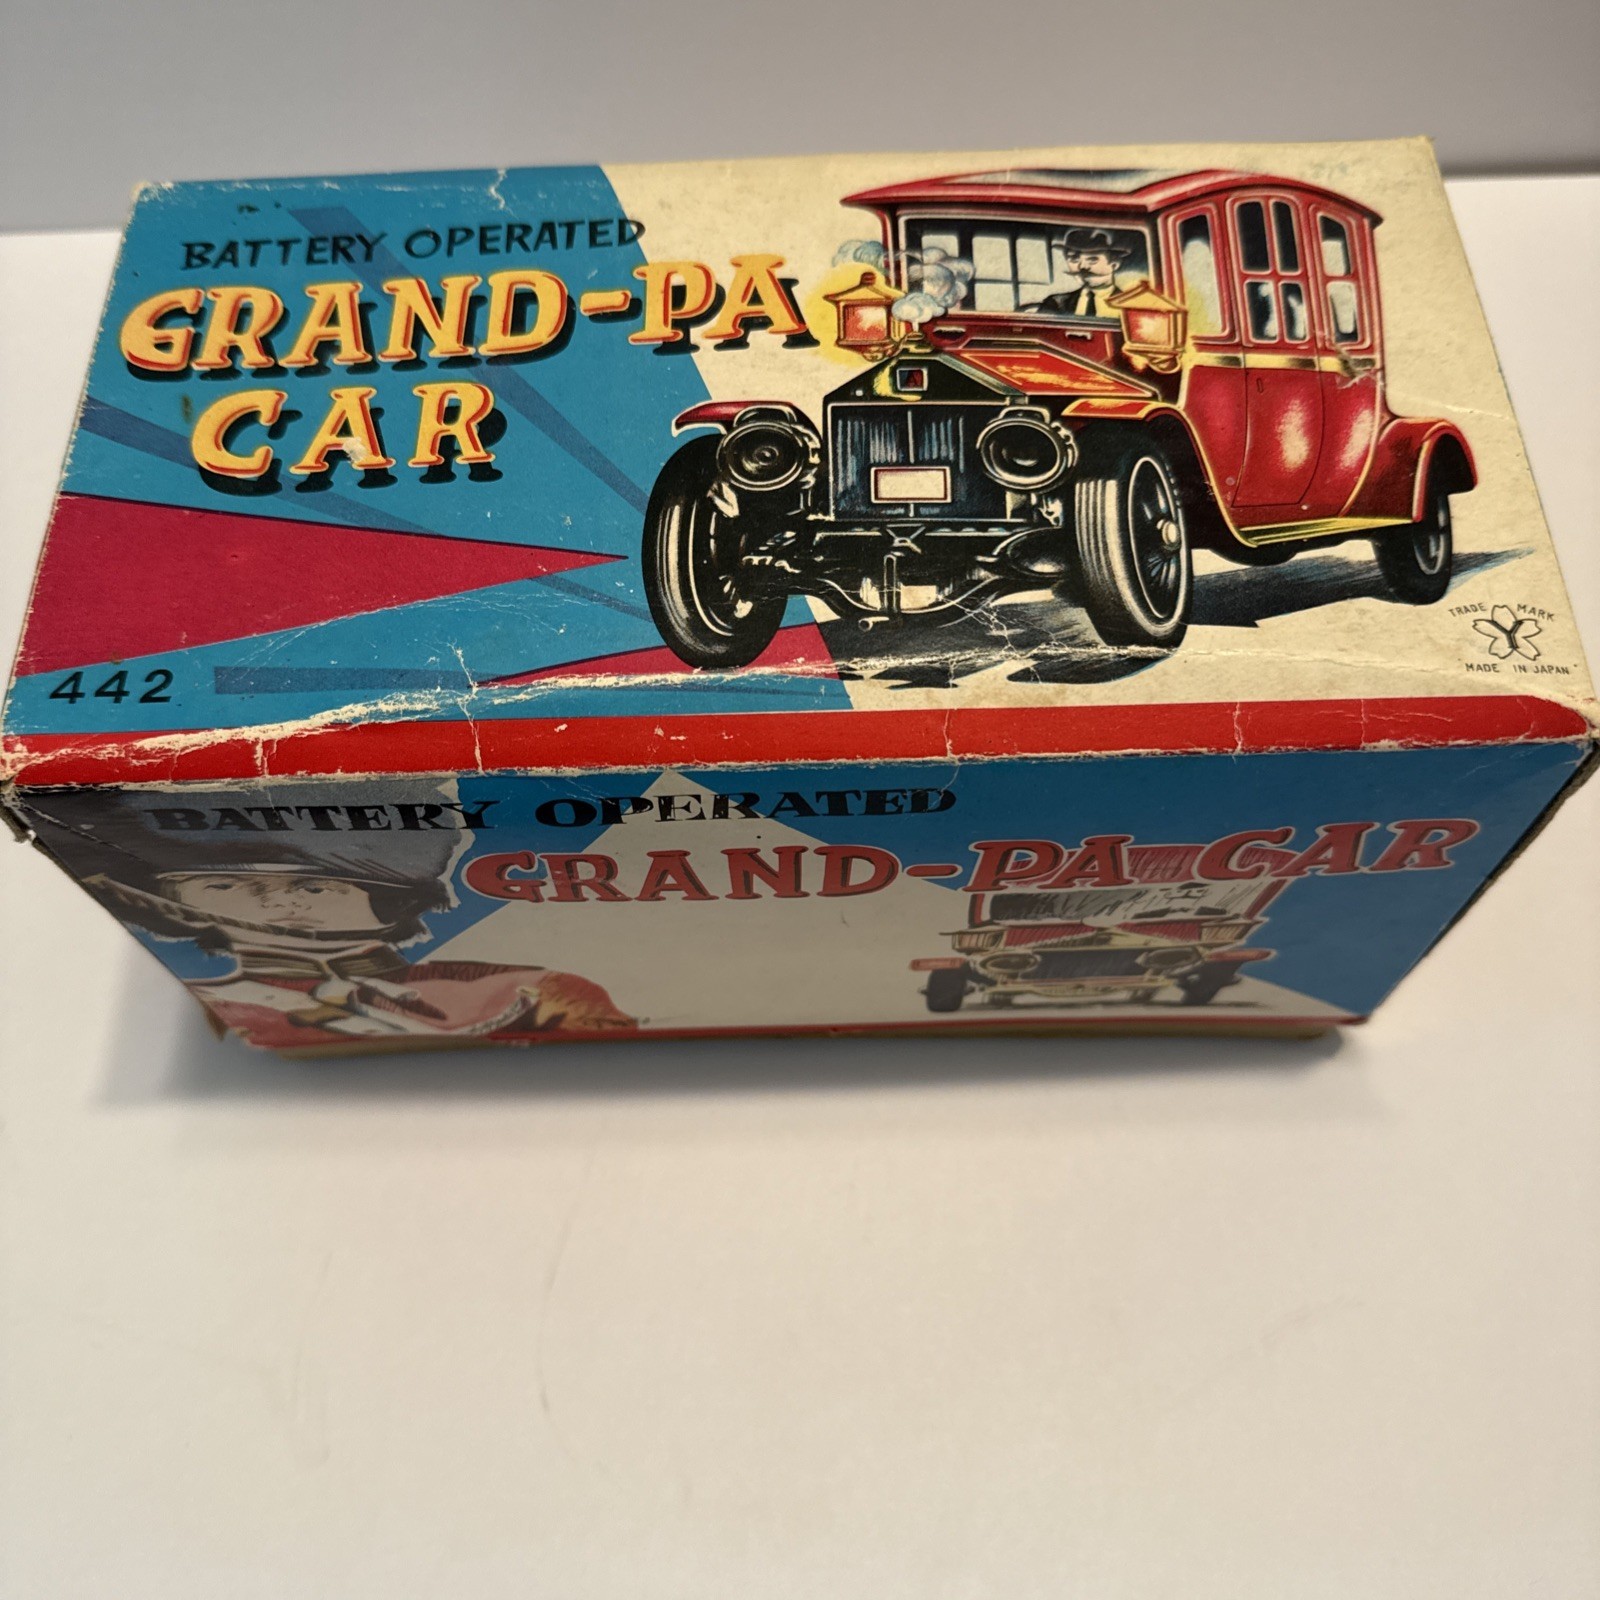 BATTERY OPERATED
GRAND-PA
CAR
442
TRADE MARK
Y
MADE IN JAPAN
BATTERY OPERATED
GRAND-PA CAR